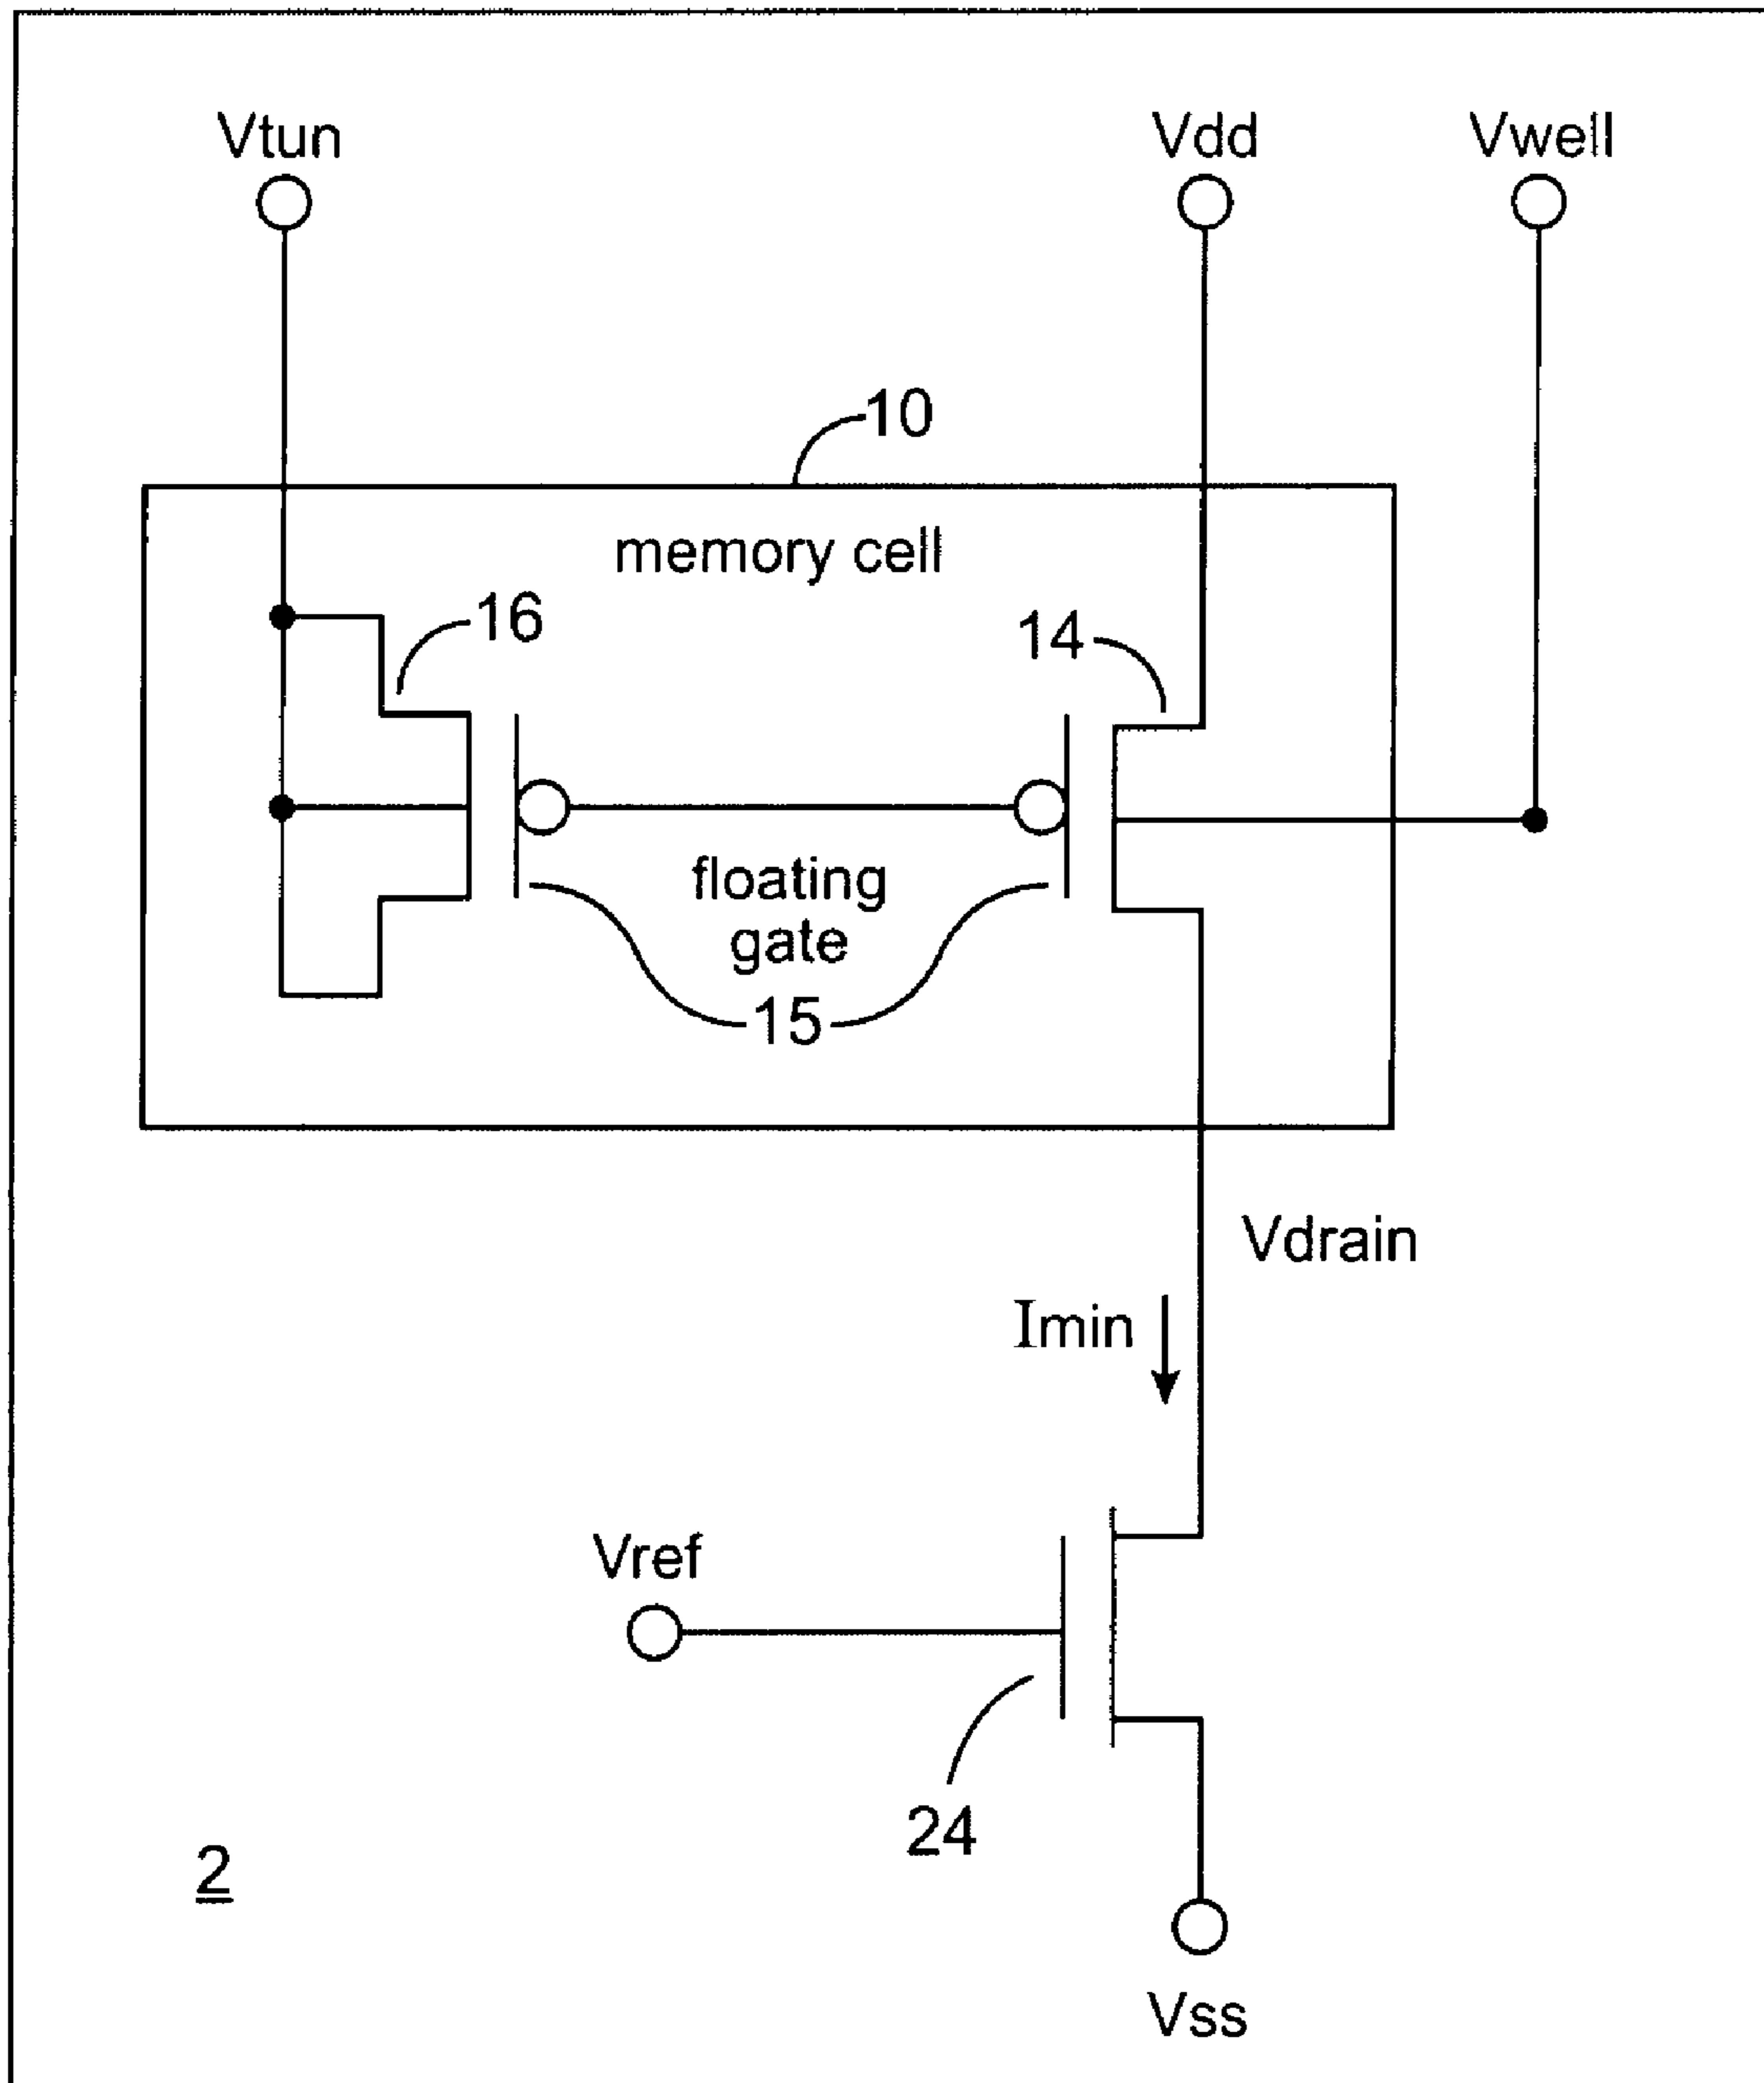 Vtun
Vdd
Vwell
10
memory cell
16
14
floating
gate
15
Vdrain
Imin
Vref
24
2
Vss